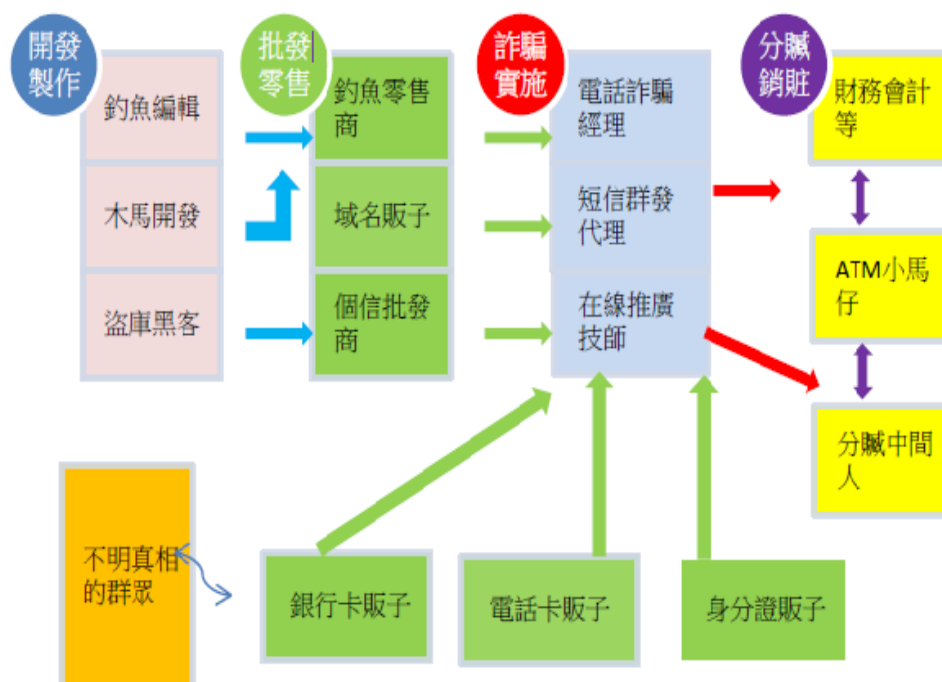 開發
製作
批發
零售
詐騙
實施
分贓
銷賍
釣魚編輯
木馬開發
盜庫黑客
釣魚零售
商
域名販子
個信批發
商
電話詐騙
經理
短信群發
代理
在線推廣
技師
財務會計
等
ATM小馬
仔
分贓中間
人
不明真相
的群眾
銀行卡販子
電話卡販子
身分證販子